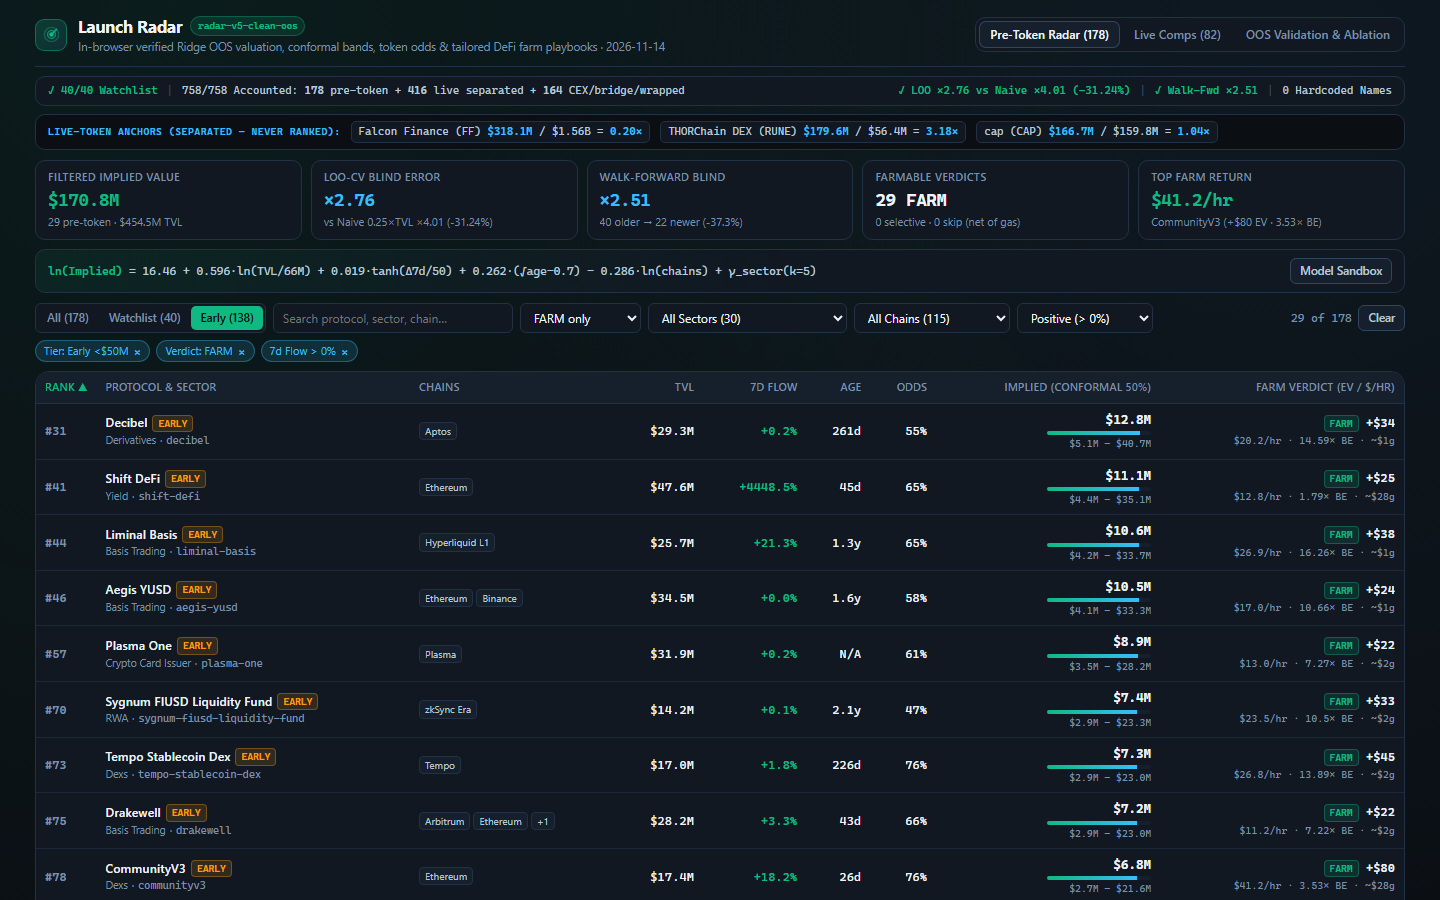 Launch Radar radar-v5-clean-oos
In-browser verified Ridge OOS valuation, conformal bands, token odds & tailored DeFi farm playbooks · 2026-11-14
Pre-Token Radar (178) Live Comps (82) OOS Validation & Ablation
✓ 40/40 Watchlist | 758/758 Accounted: 178 pre-token + 416 live separated + 164 CEX/bridge/wrapped
✓ LOO ×2.76 vs Naive ×4.01 (-31.24%) | ✓ Walk-Fwd ×2.51 | 0 Hardcoded Names
LIVE-TOKEN ANCHORS (SEPARATED — NEVER RANKED): Falcon Finance (FF) $318.1M / $1.56B = 0.20× THORChain DEX (RUNE) $179.6M / $56.4M = 3.18× cap (CAP) $166.7M / $159.8M = 1.04×
FILTERED IMPLIED VALUE
$170.8M
29 pre-token · $454.5M TVL
LOO-CV BLIND ERROR
×2.76
vs Naive 0.25×TVL ×4.01 (-31.24%)
WALK-FORWARD BLIND
×2.51
40 older → 22 newer (-37.3%)
FARMABLE VERDICTS
29 FARM
0 selective · 0 skip (net of gas)
TOP FARM RETURN
$41.2/hr
CommunityV3 (+$80 EV · 3.53× BE)
ln(Implied) = 16.46 + 0.596·ln(TVL/66M) + 0.019·tanh(Δ7d/50) + 0.262·(√age−0.7) − 0.286·ln(chains) + γ_sector(k=5)
Model Sandbox
All (178) Watchlist (40) Early (138) Search protocol, sector, chain... FARM only All Sectors (30) All Chains (115) Positive (> 0%) 29 of 178 Clear
Tier: Early <$50M × Verdict: FARM × 7d Flow > 0% ×
RANK ▲ PROTOCOL & SECTOR CHAINS TVL 7D FLOW AGE ODDS IMPLIED (CONFORMAL 50%) FARM VERDICT (EV / $/HR)
#31 Decibel EARLY Aptos $29.3M +0.2% 261d 55% $12.8M FARM +$34
Derivatives · decibel $5.1M – $40.7M $20.2/hr · 14.59× BE · ~$1g
#41 Shift DeFi EARLY Ethereum $47.6M +4448.5% 45d 65% $11.1M FARM +$25
Yield · shift-defi $4.4M – $35.1M $12.8/hr · 1.79× BE · ~$28g
#44 Liminal Basis EARLY Hyperliquid L1 $25.7M +21.3% 1.3y 65% $10.6M FARM +$38
Basis Trading · liminal-basis $4.2M – $33.7M $26.9/hr · 16.26× BE · ~$1g
#46 Aegis YUSD EARLY Ethereum Binance $34.5M +0.0% 1.6y 58% $10.5M FARM +$24
Basis Trading · aegis-yusd $4.1M – $33.3M $17.0/hr · 10.66× BE · ~$1g
#57 Plasma One EARLY Plasma $31.9M +0.2% N/A 61% $8.9M FARM +$22
Crypto Card Issuer · plasma-one $3.5M – $28.2M $13.0/hr · 7.27× BE · ~$2g
#70 Sygnum FIUSD Liquidity Fund EARLY zkSync Era $14.2M +0.1% 2.1y 47% $7.4M FARM +$33
RWA · sygnum-fiusd-liquidity-fund $2.9M – $23.3M $23.5/hr · 10.5× BE · ~$2g
#73 Tempo Stablecoin Dex EARLY Tempo $17.0M +1.8% 226d 76% $7.3M FARM +$45
Dexs · tempo-stablecoin-dex $2.9M – $23.0M $26.8/hr · 13.89× BE · ~$2g
#75 Drakewell EARLY Arbitrum Ethereum +1 $28.2M +3.3% 43d 66% $7.2M FARM +$22
Basis Trading · drakewell $2.9M – $23.0M $11.2/hr · 7.22× BE · ~$2g
#78 CommunityV3 EARLY Ethereum $17.4M +18.2% 26d 76% $6.8M FARM +$80
Dexs · communityv3 $2.7M – $21.6M $41.2/hr · 3.53× BE · ~$28g